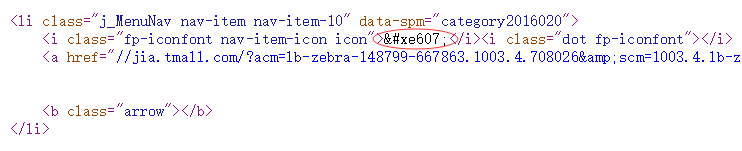 <li class="j_MenuNav nav-item nav-item-10" data-spm="category2016020">
<i class="fp-iconfont nav-item-icon icon">&#xe607;</i><i class="dot fp-iconfont"></i>
<a href="//jia.tmall.com/?acm=lb-zebra-148799-667863.1003.4.708026&amp;scm=1003.4.lb-z
<b class="arrow"></b>
</li>